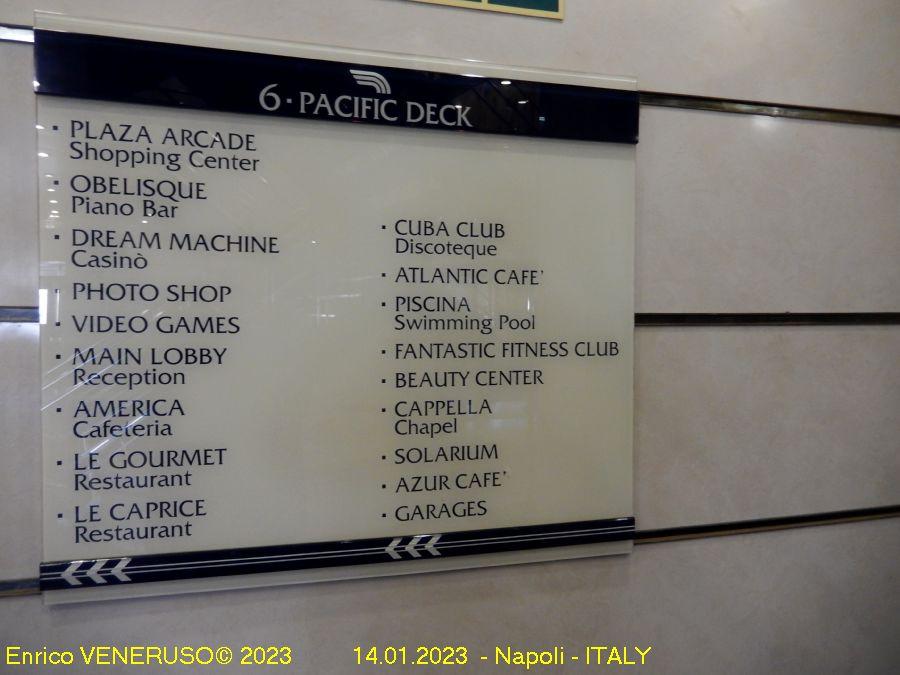 6 · PACIFIC DECK
· PLAZA ARCADE
Shopping Center
· OBELISQUE
Piano Bar
· DREAM MACHINE
Casinò
· PHOTO SHOP
· VIDEO GAMES
· MAIN LOBBY
Reception
· AMERICA
Cafeteria
· LE GOURMET
Restaurant
· LE CAPRICE
Restaurant
· CUBA CLUB
Discoteque
· ATLANTIC CAFE'
· PISCINA
Swimming Pool
· FANTASTIC FITNESS CLUB
· BEAUTY CENTER
· CAPPELLA
Chapel
· SOLARIUM
· AZUR CAFE'
· GARAGES
Enrico VENERUSO© 2023 14.01.2023 - Napoli - ITALY